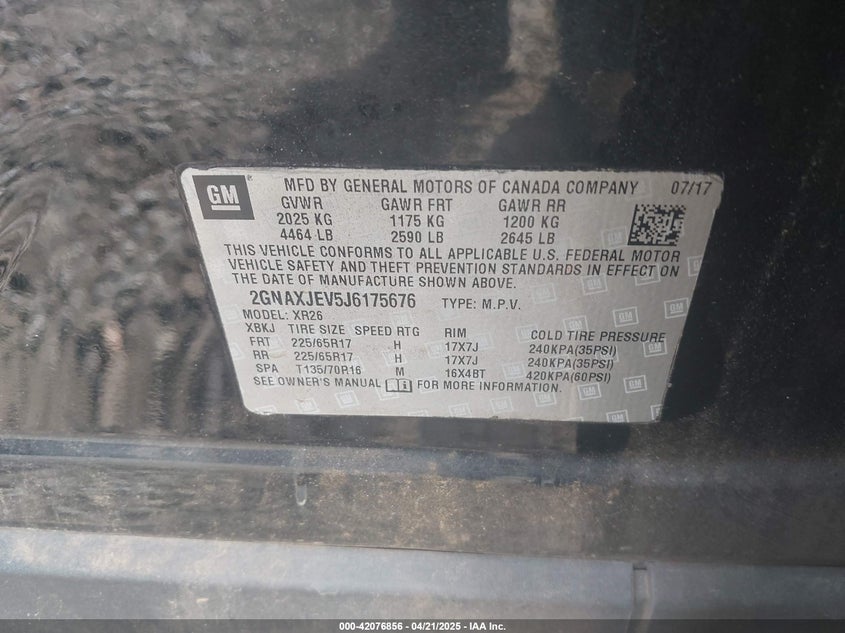 GM ® MFD BY GENERAL MOTORS OF CANADA COMPANY 07/17
GVWR GAWR FRT GAWR RR
2025 KG 1175 KG 1200 KG
4464 LB 2590 LB 2645 LB
THIS VEHICLE CONFORMS TO ALL APPLICABLE U.S. FEDERAL MOTOR
VEHICLE SAFETY AND THEFT PREVENTION STANDARDS IN EFFECT ON
THE DATE OF MANUFACTURE SHOWN ABOVE.
2GNAXJEV5J6175676 TYPE: M.P.V.
MODEL: XR26
XBKJ TIRE SIZE SPEED RTG RIM COLD TIRE PRESSURE
FRT 225/65R17 H 17X7J 240KPA(35PSI)
RR 225/65R17 H 17X7J 240KPA(35PSI)
SPA T135/70R16 M 16X4BT 420KPA(60PSI)
SEE OWNER'S MANUAL FOR MORE INFORMATION.
000-42076856 - 04/21/2025 - IAA Inc.